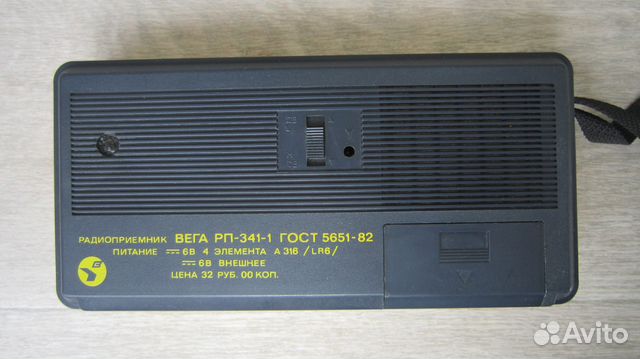 РАДИОПРИЕМНИК ВЕГА РП-341-1 ГОСТ 5651-82
ПИТАНИЕ 6В 4 ЭЛЕМЕНТА А 316 /LR6/
6В ВНЕШНЕЕ
ЦЕНА 32 РУБ. 00 КОП.
Avito